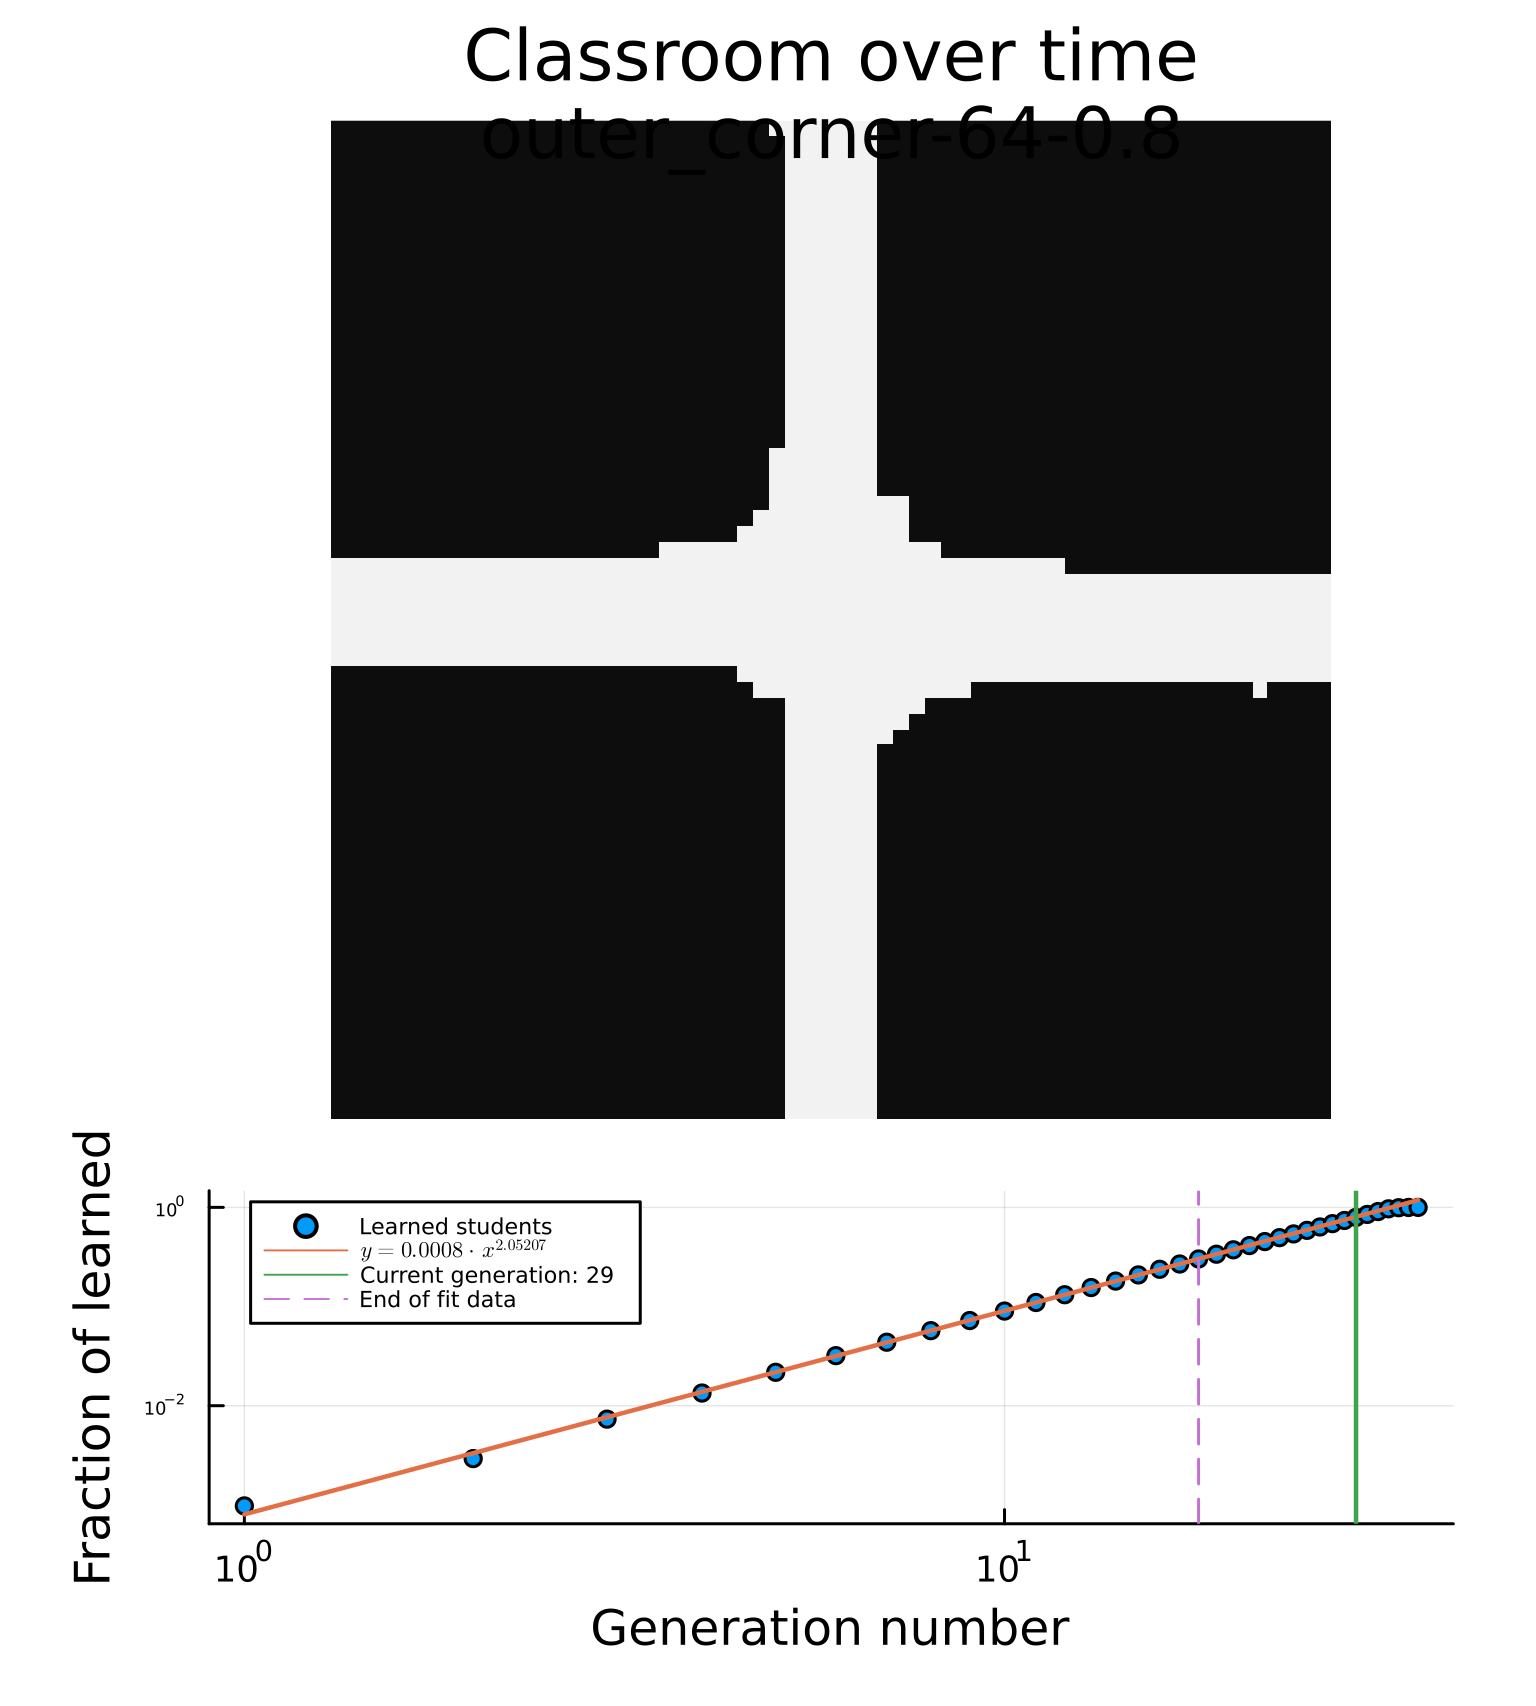 Classroom over time
outer_corner-64-0.8
Fraction of learned
10⁰
10⁻²
Learned students
y = 0.0008 · x^2.05207
Current generation: 29
End of fit data
10⁰
10¹
Generation number